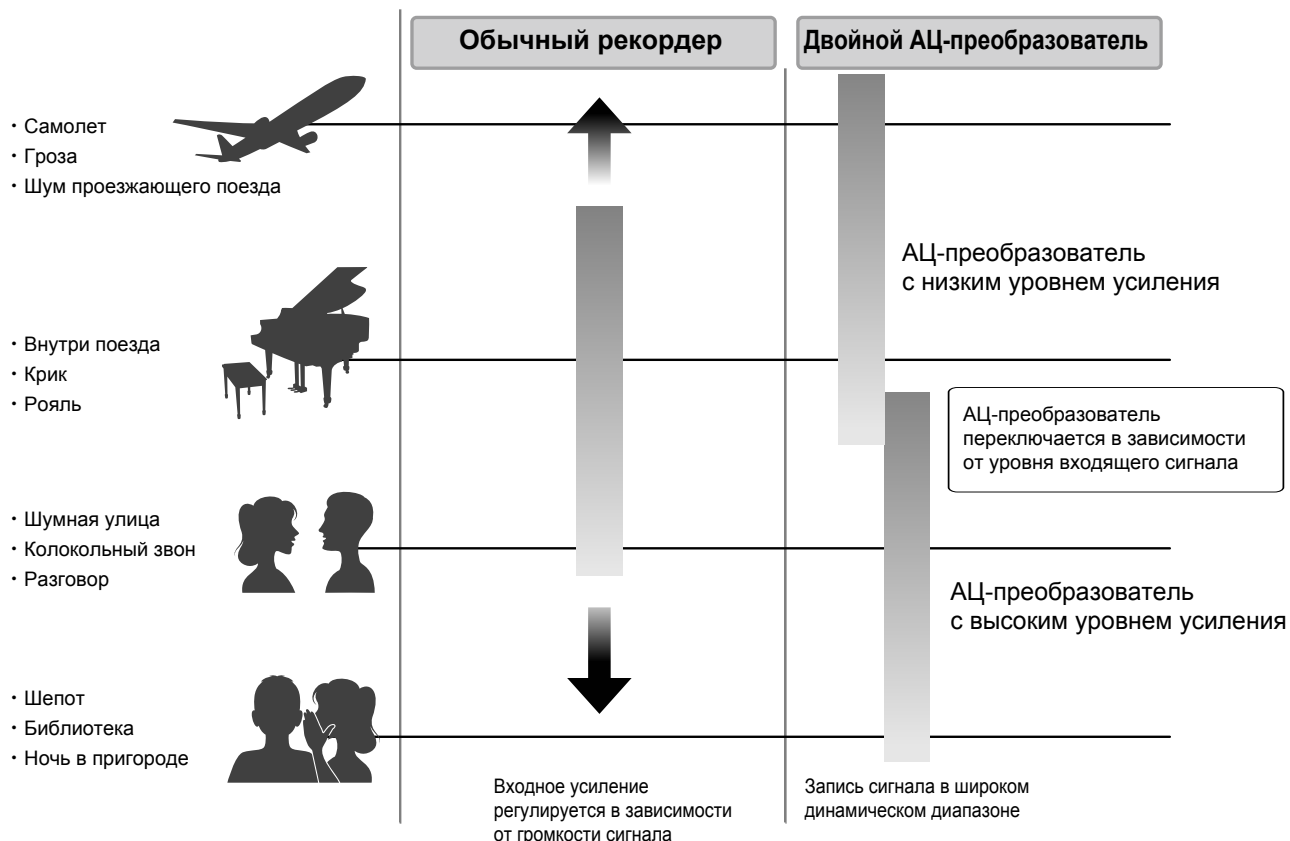 Обычный рекордер
Двойной АЦ-преобразователь
・Самолет
・Гроза
・Шум проезжающего поезда
АЦ-преобразователь
с низким уровнем усиления
・Внутри поезда
・Крик
・Рояль
АЦ-преобразователь
переключается в зависимости
от уровня входящего сигнала
・Шумная улица
・Колокольный звон
・Разговор
АЦ-преобразователь
с высоким уровнем усиления
・Шепот
・Библиотека
・Ночь в пригороде
Входное усиление
регулируется в зависимости
от громкости сигнала
Запись сигнала в широком
динамическом диапазоне